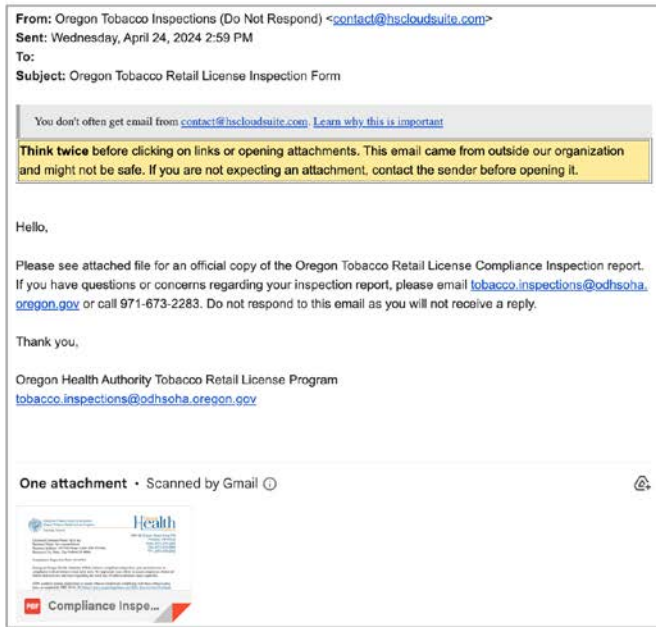 From: Oregon Tobacco Inspections (Do Not Respond) <contact@hscloudsuite.com>
Sent: Wednesday, April 24, 2024 2:59 PM
To:
Subject: Oregon Tobacco Retail License Inspection Form
You don't often get email from contact@hscloudsuite.com. Learn why this is important
Think twice before clicking on links or opening attachments. This email came from outside our organization
and might not be safe. If you are not expecting an attachment, contact the sender before opening it.
Hello,
Please see attached file for an official copy of the Oregon Tobacco Retail License Compliance Inspection report.
If you have questions or concerns regarding your inspection report, please email tobacco.inspections@odhsoha.
oregon.gov or call 971-673-2283. Do not respond to this email as you will not receive a reply.
Thank you,
Oregon Health Authority Tobacco Retail License Program
tobacco.inspections@odhsoha.oregon.gov
One attachment • Scanned by Gmail
Health
PDF Compliance Inspe...